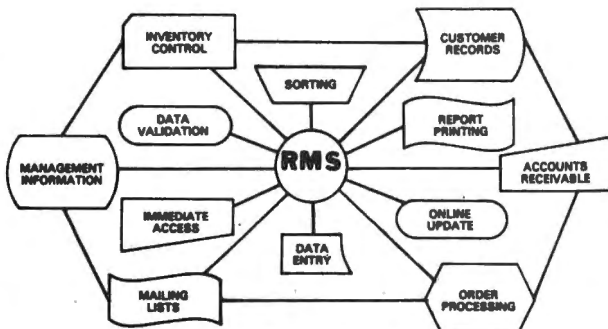 INVENTORY
CONTROL
CUSTOMER
RECORDS
SORTING
DATA
VALIDATION
REPORT
PRINTING
RMS
MANAGEMENT
INFORMATION
ACCOUNTS
RECEIVABLE
IMMEDIATE
ACCESS
ONLINE
UPDATE
DATA
ENTRY
MAILING
LISTS
ORDER
PROCESSING